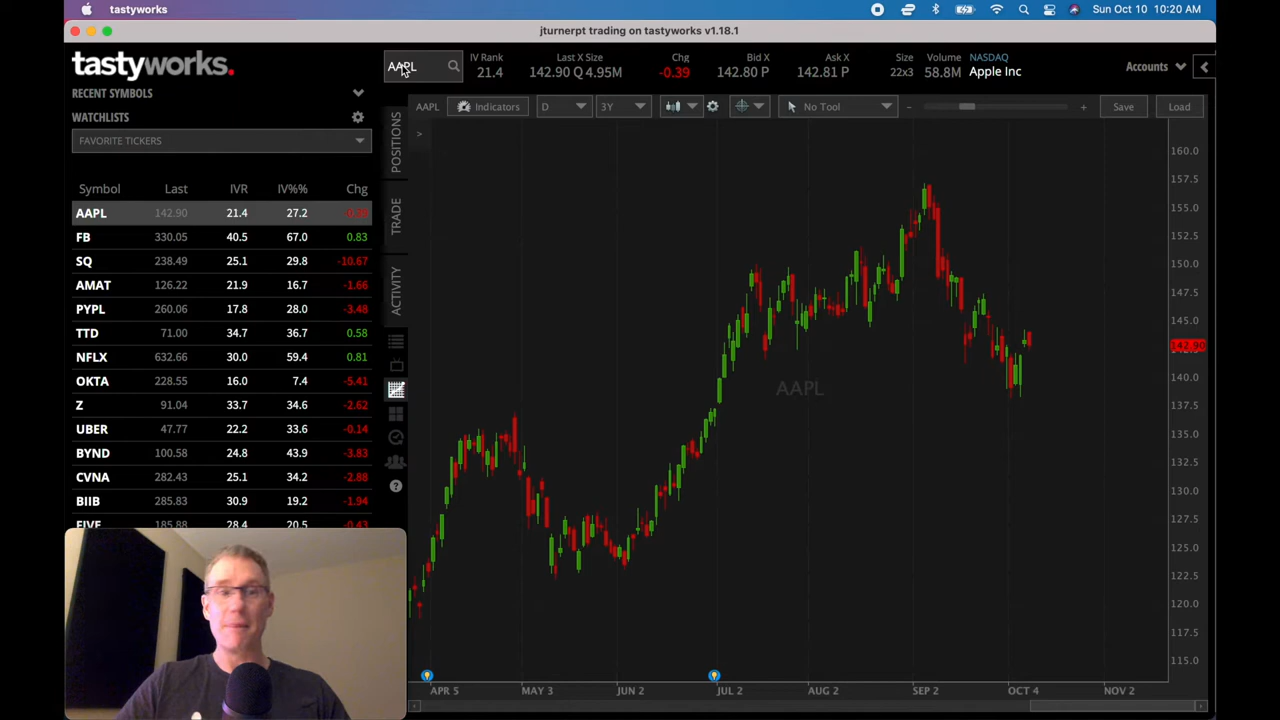 tastyworks
Sun Oct 10 10:20 AM
jturnerpt trading on tastyworks v1.18.1
tastyworks.
RECENT SYMBOLS
WATCHLISTS
FAVORITE TICKERS
Symbol Last IVR IV%% Chg
AAPL 142.90 21.4 27.2 -0.39
FB 330.05 40.5 67.0 0.83
SQ 238.49 25.1 29.8 -10.67
AMAT 126.22 21.9 16.7 -1.66
PYPL 260.06 17.8 28.0 -3.48
TTD 71.00 34.7 36.7 0.58
NFLX 632.66 30.0 59.4 0.81
OKTA 228.55 16.0 7.4 -5.41
Z 91.04 33.7 34.6 -2.62
UBER 47.77 22.2 33.6 -0.14
BYND 100.58 24.8 43.9 -3.83
CVNA 282.43 25.1 34.2 -2.88
BIIB 285.83 30.9 19.2 -1.94
FIVE 185.88 28.4 20.5 -0.43
AAPL
IV Rank Last X Size Chg Bid X Ask X Size Volume NASDAQ
21.4 142.90 Q 4.95M -0.39 142.80 P 142.81 P 22x3 58.8M Apple Inc
Accounts
POSITIONS
TRADE
ACTIVITY
?
AAPL Indicators D 3Y No Tool - + Save Load
>
160.0
157.5
155.0
152.5
150.0
147.5
145.0
142.90
140.0
137.5
135.0
132.5
130.0
127.5
125.0
122.5
120.0
117.5
115.0
AAPL
APR 5 MAY 3 JUN 2 JUL 2 AUG 2 SEP 2 OCT 4 NOV 2